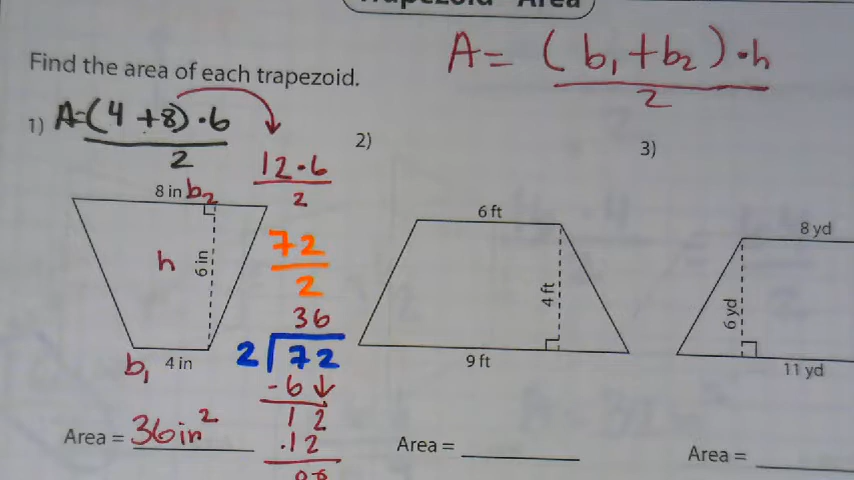 Trapezoid Area
A = (b₁ + b₂) · h
2
Find the area of each trapezoid.
1) A=(4 +8) · 6
2
12 · 6
2
8 in b₂
h
6 in
b₁ 4 in
72
2
36
2 72
-6 ↓
12
-12
Area = 36in²
2)
6 ft
4 ft
9 ft
Area =
3)
8 yd
6 yd
11 yd
Area =